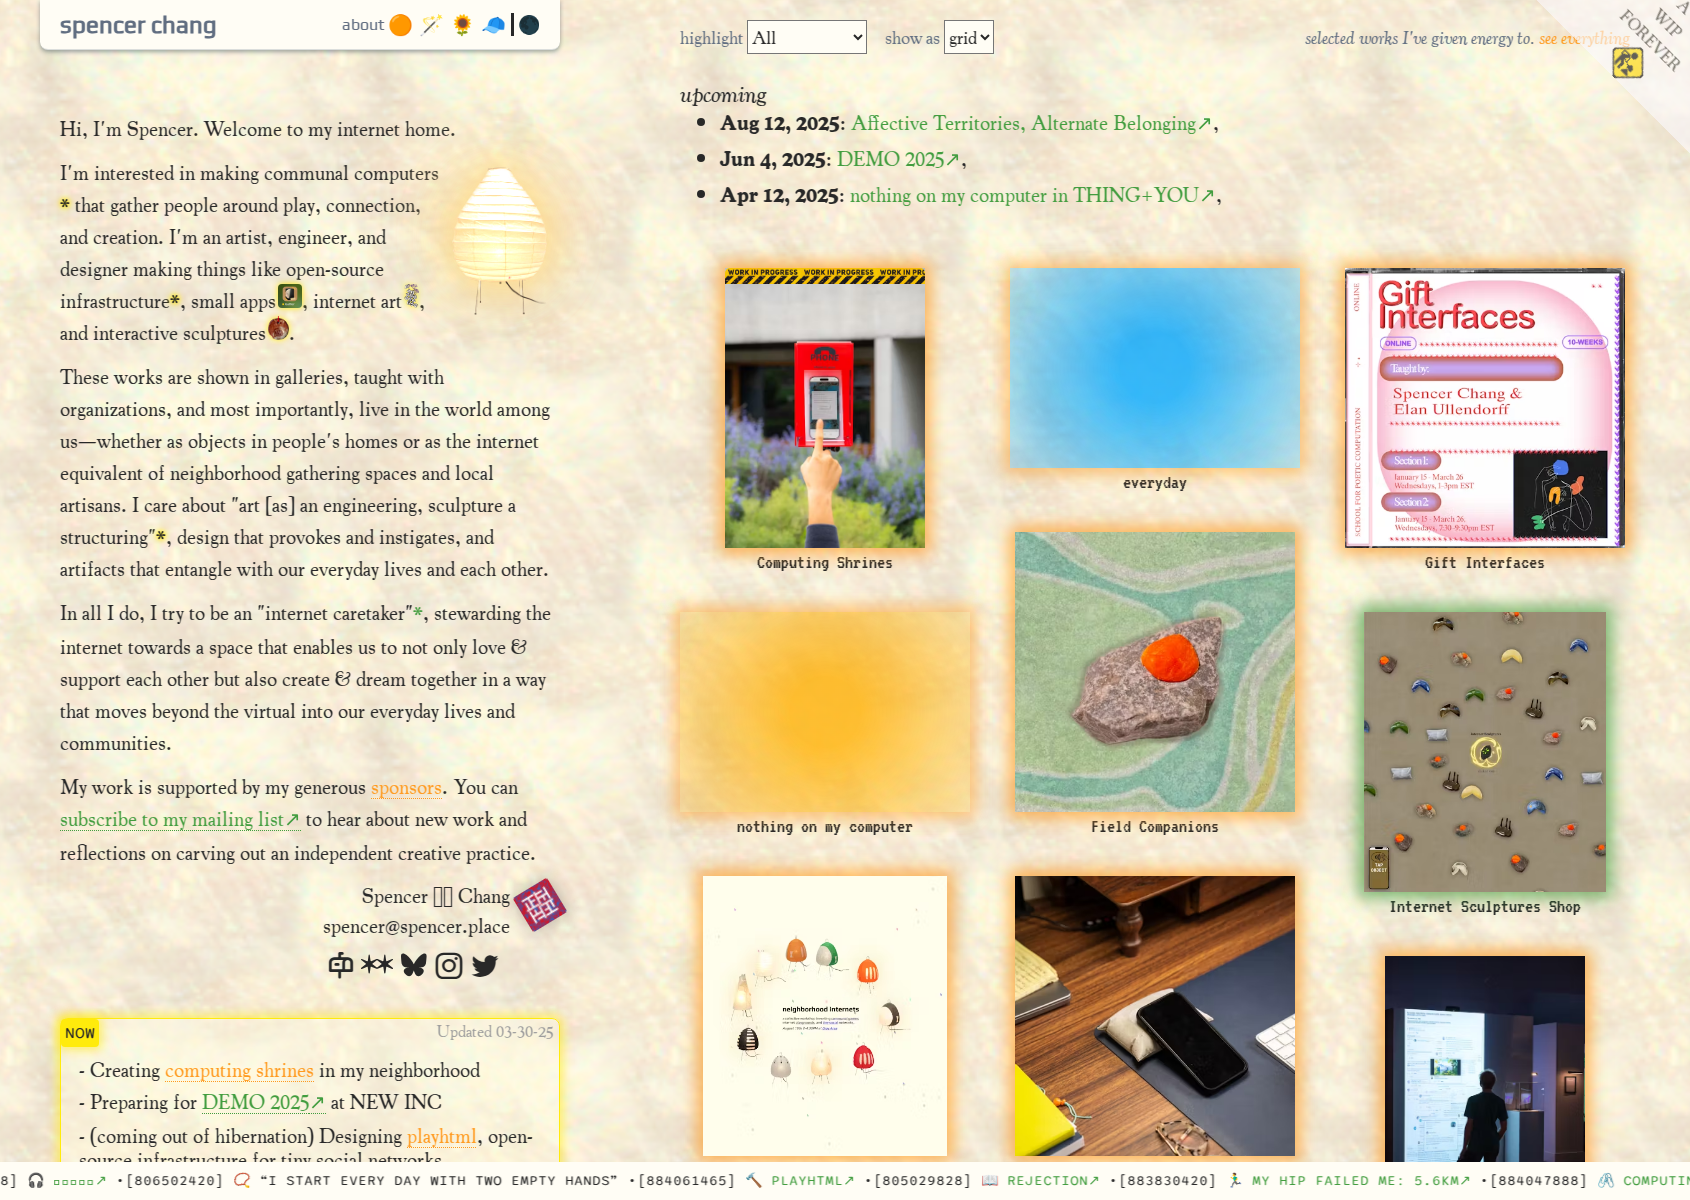 spencer chang
about
Hi, I'm Spencer. Welcome to my internet home.
I'm interested in making communal computers
* that gather people around play, connection,
and creation. I'm an artist, engineer, and
designer making things like open-source
infrastructure*, small apps, internet art,
and interactive sculptures.
These works are shown in galleries, taught with
organizations, and most importantly, live in the world among
us—whether as objects in people's homes or as the internet
equivalent of neighborhood gathering spaces and local
artisans. I care about "art [as] an engineering, sculpture a
structuring"*, design that provokes and instigates, and
artifacts that entangle with our everyday lives and each other.
In all I do, I try to be an "internet caretaker"*, stewarding the
internet towards a space that enables us to not only love &
support each other but also create & dream together in a way
that moves beyond the virtual into our everyday lives and
communities.
My work is supported by my generous sponsors. You can
subscribe to my mailing list↗ to hear about new work and
reflections on carving out an independent creative practice.
Spencer Chang
spencer@spencer.place
NOW
Updated 03-30-25
- Creating computing shrines in my neighborhood
- Preparing for DEMO 2025↗ at NEW INC
- (coming out of hibernation) Designing playhtml, open-
source infrastructure for tiny social networks
highlight All show as grid
selected works I've given energy to. see everything
A
WIP
FOREVER
upcoming
Aug 12, 2025: Affective Territories, Alternate Belonging↗,
Jun 4, 2025: DEMO 2025↗,
Apr 12, 2025: nothing on my computer in THING+YOU↗,
WORK IN PROGRESS WORK IN PROGRESS WORK IN PR
PHONE
Computing Shrines
everyday
Gift
Interfaces
ONLINE
10-WEEKS
Taught by:
Spencer Chang &
Elan Ullendorff
Section 1:
January 15 - March 26
Wednesdays, 1-3pm EST
Section 2:
January 15 - March 26,
Wednesdays, 7:30-9:30pm EST
ONLINE
SCHOOL FOR POETIC COMPUTATION
Gift Interfaces
nothing on my computer
Field Companions
TAP
OBJECT
Internet Sculptures Shop
neighborhood internets
8] •[806502420] “I START EVERY DAY WITH TWO EMPTY HANDS” •[884061465] PLAYHTML↗ •[805029828] REJECTION↗ •[883830420] MY HIP FAILED ME: 5.6KM↗ •[884047888] COMPUTIN